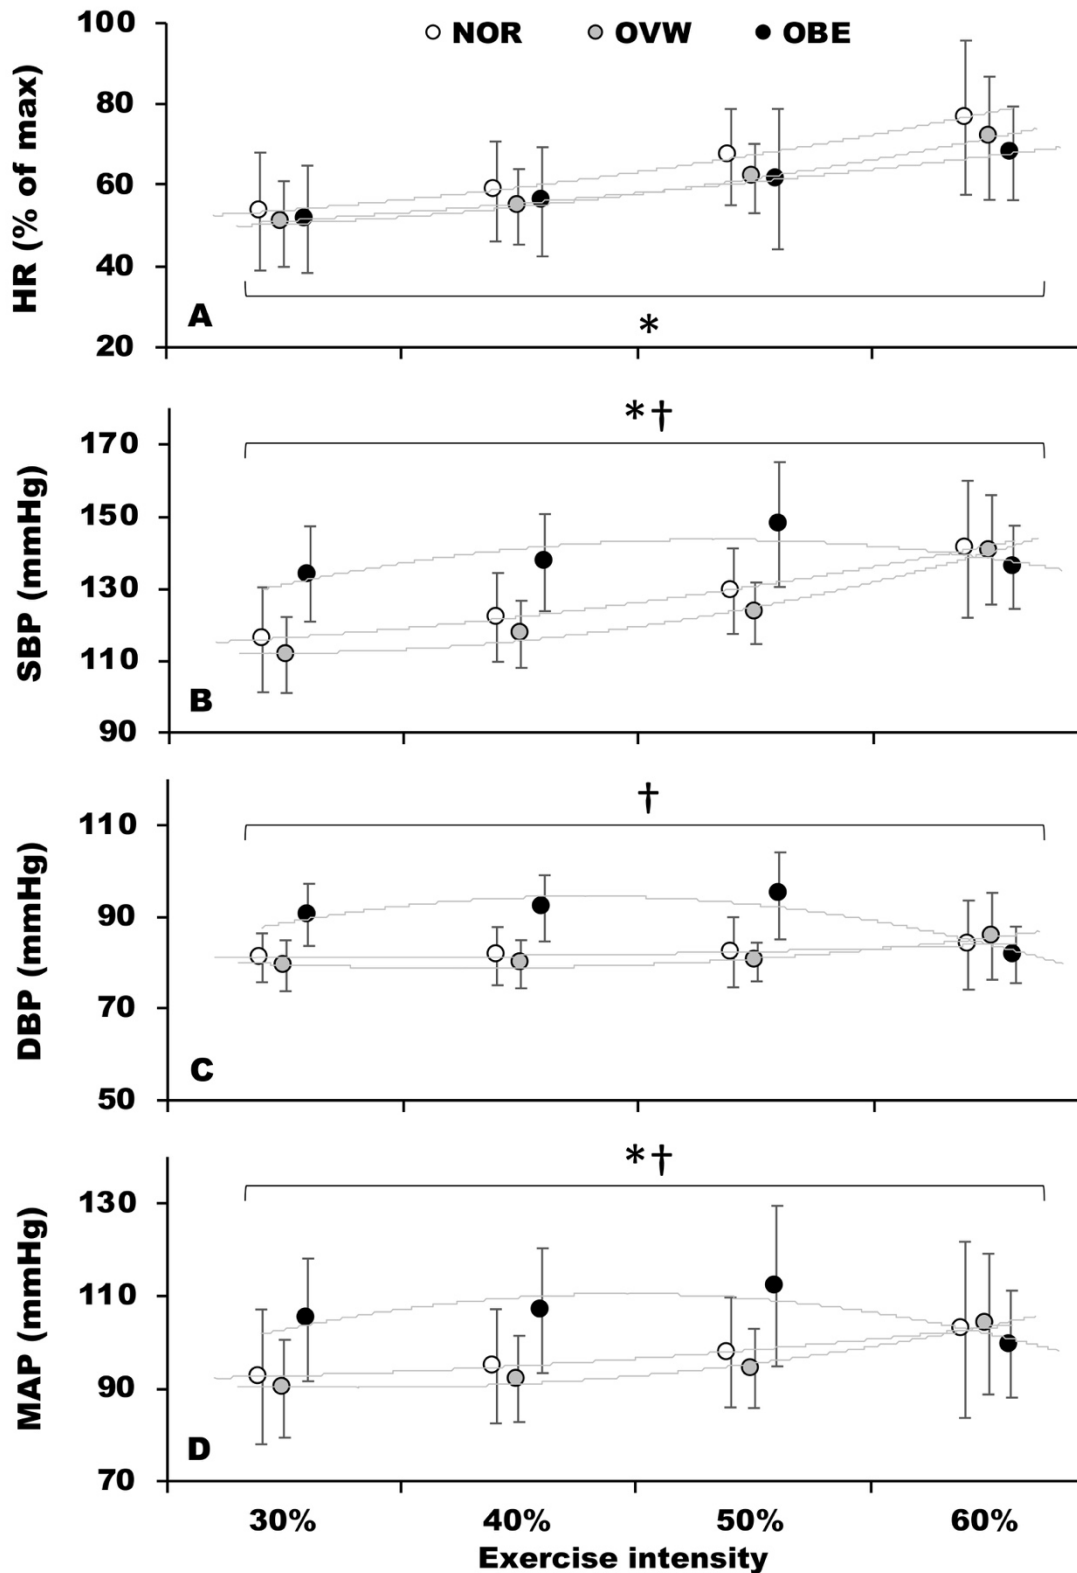 NOR OVW OBE
HR (% of max)
100
80
60
40
20
A
*
SBP (mmHg)
170
150
130
110
90
B
*†
DBP (mmHg)
110
90
70
50
C
†
MAP (mmHg)
130
110
90
70
D
*†
30% 40% 50% 60%
Exercise intensity